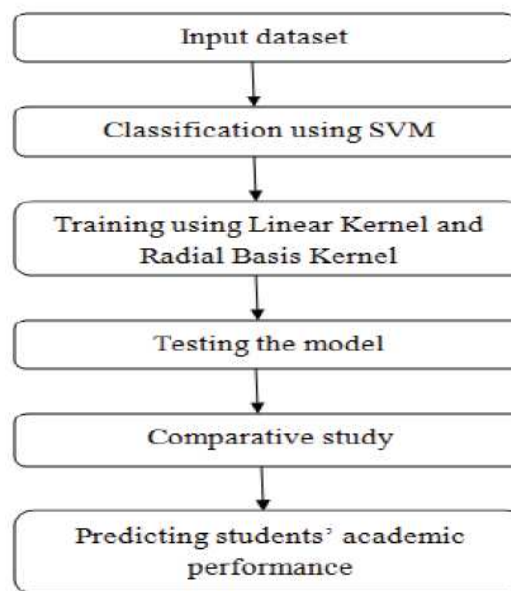 Input dataset
Classification using SVM
Training using Linear Kernel and
Radial Basis Kernel
Testing the model
Comparative study
Predicting students’ academic
performance